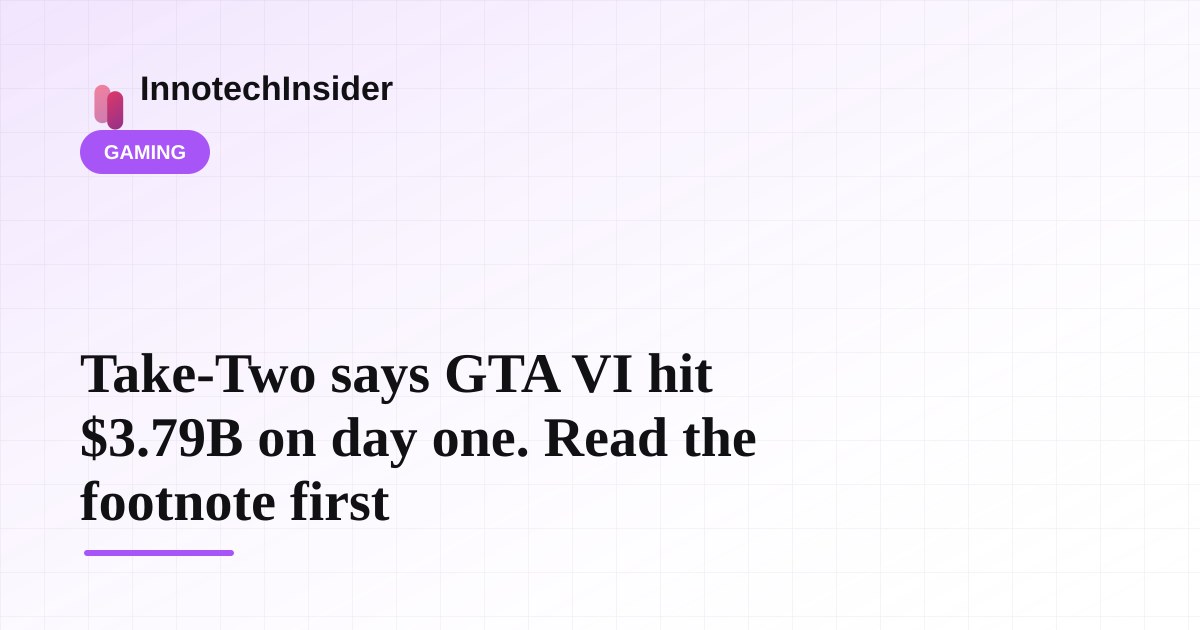 InnotechInsider
GAMING
Take-Two says GTA VI hit
$3.79B on day one. Read the
footnote first